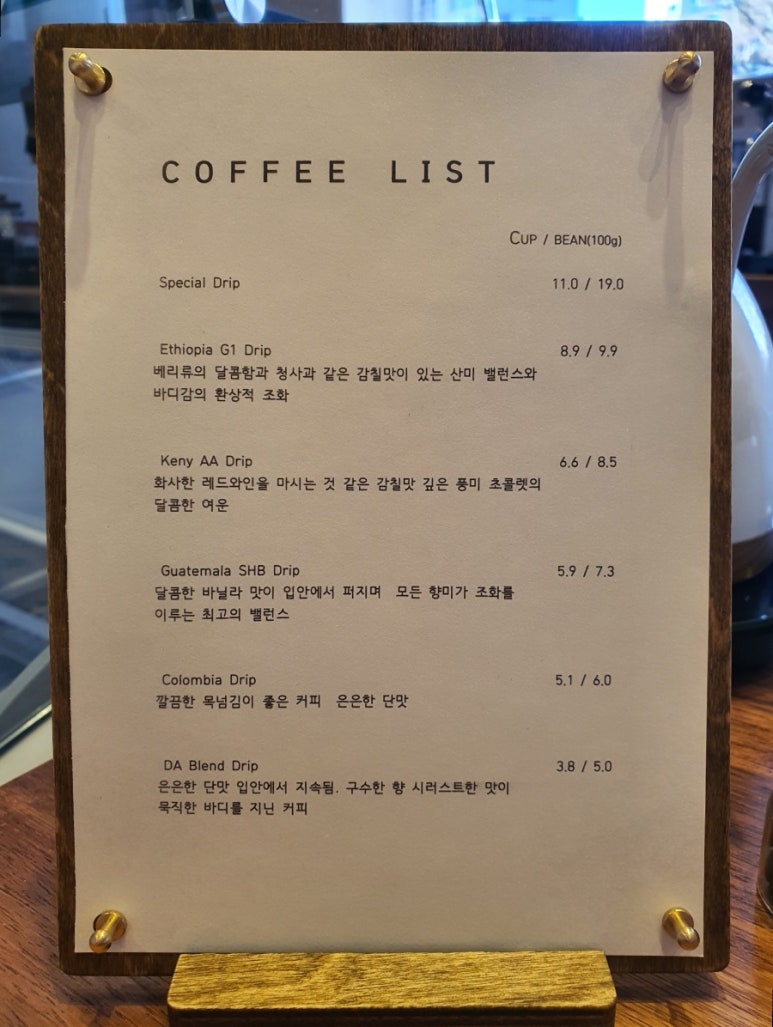 COFFEE LIST
CUP / BEAN(100g)
Special Drip 11.0 / 19.0
Ethiopia G1 Drip 8.9 / 9.9
베리류의 달콤함과 청사과 같은 감칠맛이 있는 산미 밸런스와
바디감의 환상적 조화
Keny AA Drip 6.6 / 8.5
화사한 레드와인을 마시는 것 같은 감칠맛 깊은 풍미 초콜렛의
달콤한 여운
Guatemala SHB Drip 5.9 / 7.3
달콤한 바닐라 맛이 입안에서 퍼지며 모든 향미가 조화를
이루는 최고의 밸런스
Colombia Drip 5.1 / 6.0
깔끔한 목넘김이 좋은 커피 은은한 단맛
DA Blend Drip 3.8 / 5.0
은은한 단맛 입안에서 지속됨. 구수한 향 시러스트한 맛이
묵직한 바디를 지닌 커피